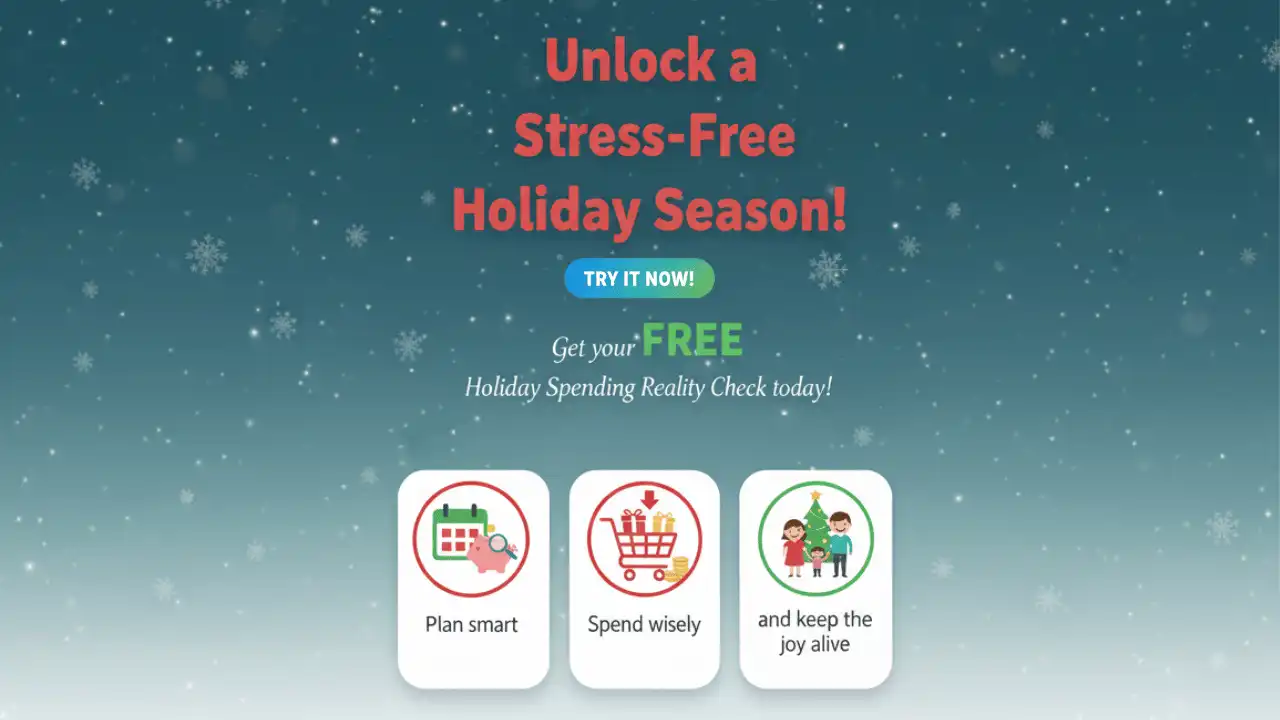 Unlock a
Stress-Free
Holiday Season!
TRY IT NOW!
Get your FREE
Holiday Spending Reality Check today!
Plan smart
Spend wisely
and keep the
joy alive